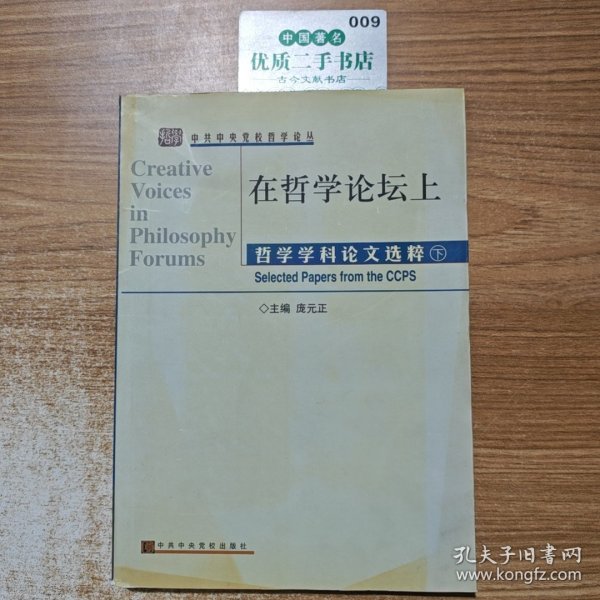 009
中国著名
优质二手书店
古今文献书店
哲学
中共中央党校哲学论丛
Creative
Voices
in
Philosophy
Forums
在哲学论坛上
哲学学科论文选粹下
Selected Papers from the CCPS
◇主编 庞元正
中共中央党校出版社
孔夫子旧书网
www.kongfz.com